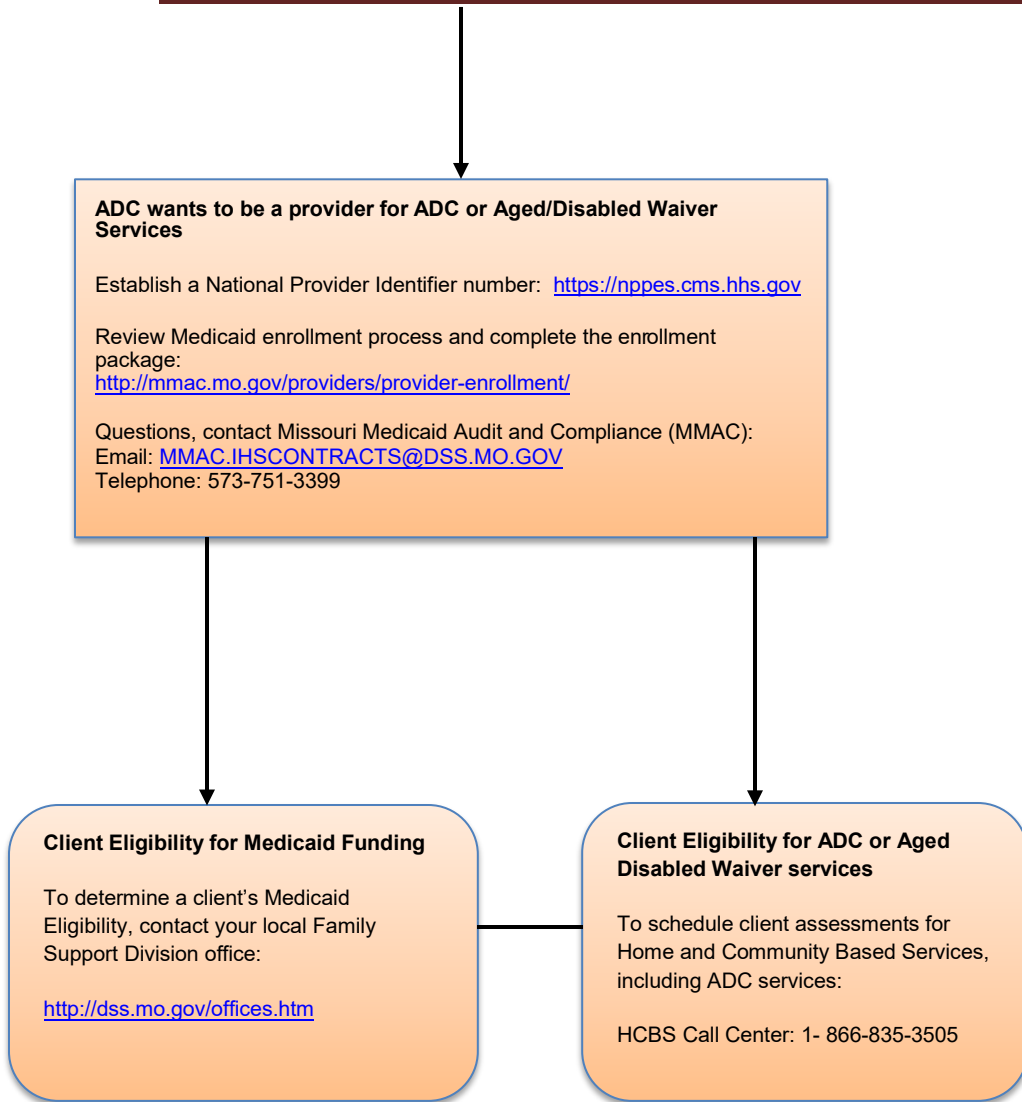 ADC wants to be a provider for ADC or Aged/Disabled Waiver
Services
Establish a National Provider Identifier number:  https://nppes.cms.hhs.gov
Review Medicaid enrollment process and complete the enrollment
package:
http://mmac.mo.gov/providers/provider-enrollment/
Questions, contact Missouri Medicaid Audit and Compliance (MMAC):
Email: MMAC.IHSCONTRACTS@DSS.MO.GOV
Telephone: 573-751-3399
Client Eligibility for Medicaid Funding
To determine a client’s Medicaid
Eligibility, contact your local Family
Support Division office:
http://dss.mo.gov/offices.htm
Client Eligibility for ADC or Aged
Disabled Waiver services
To schedule client assessments for
Home and Community Based Services,
including ADC services:
HCBS Call Center: 1- 866-835-3505